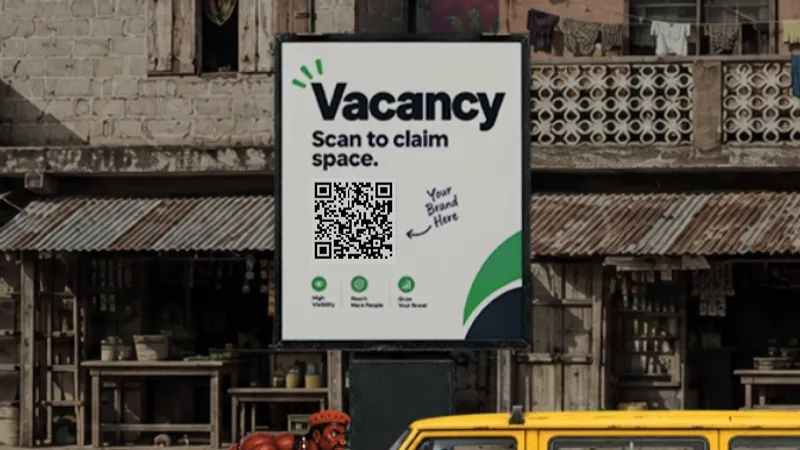 Vacancy
Scan to claim
space.
Your
Brand
Here
High
Visibility
Reach
More People
Grow
Your Brand